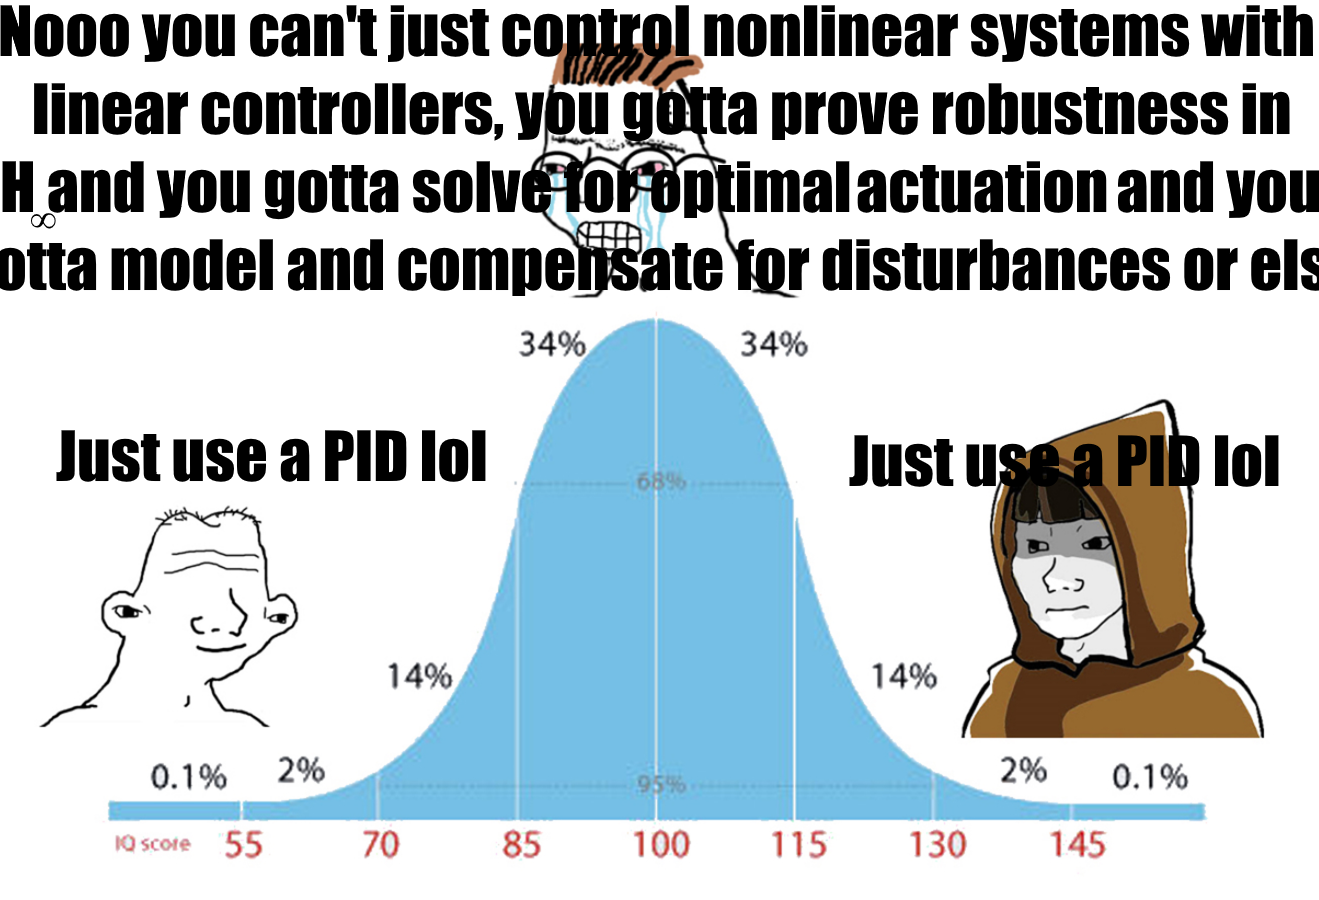 Nooo you can't just control nonlinear systems with
linear controllers, you gotta prove robustness in
H∞ and you gotta solve for optimal actuation and you
otta model and compensate for disturbances or els
34% 34%
Just use a PID lol
Just use a PID lol
68%
14% 14%
0.1% 2% 95% 2% 0.1%
IQ score 55 70 85 100 115 130 145